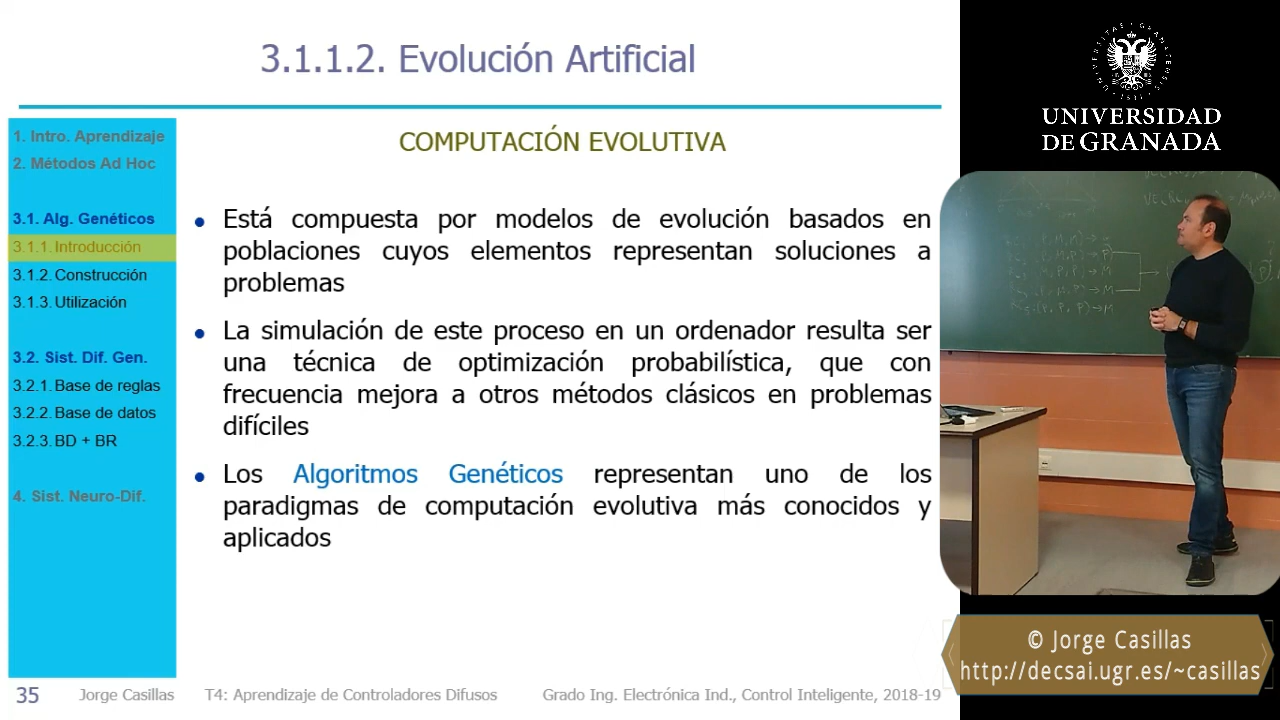 3.1.1.2. Evolución Artificial
1. Intro. Aprendizaje
2. Métodos Ad Hoc
3.1. Alg. Genéticos
3.1.1. Introducción
3.1.2. Construcción
3.1.3. Utilización
3.2. Sist. Dif. Gen.
3.2.1. Base de reglas
3.2.2. Base de datos
3.2.3. BD + BR
4. Sist. Neuro-Dif.
COMPUTACIÓN EVOLUTIVA
• Está compuesta por modelos de evolución basados en
poblaciones cuyos elementos representan soluciones a
problemas
• La simulación de este proceso en un ordenador resulta ser
una técnica de optimización probabilística, que con
frecuencia mejora a otros métodos clásicos en problemas
difíciles
• Los Algoritmos Genéticos representan uno de los
paradigmas de computación evolutiva más conocidos y
aplicados
35 Jorge Casillas T4: Aprendizaje de Controladores Difusos Grado Ing. Electrónica Ind., Control Inteligente, 2018-19
UNIVERSIDAD
DE GRANADA
© Jorge Casillas
http://decsai.ugr.es/~casillas